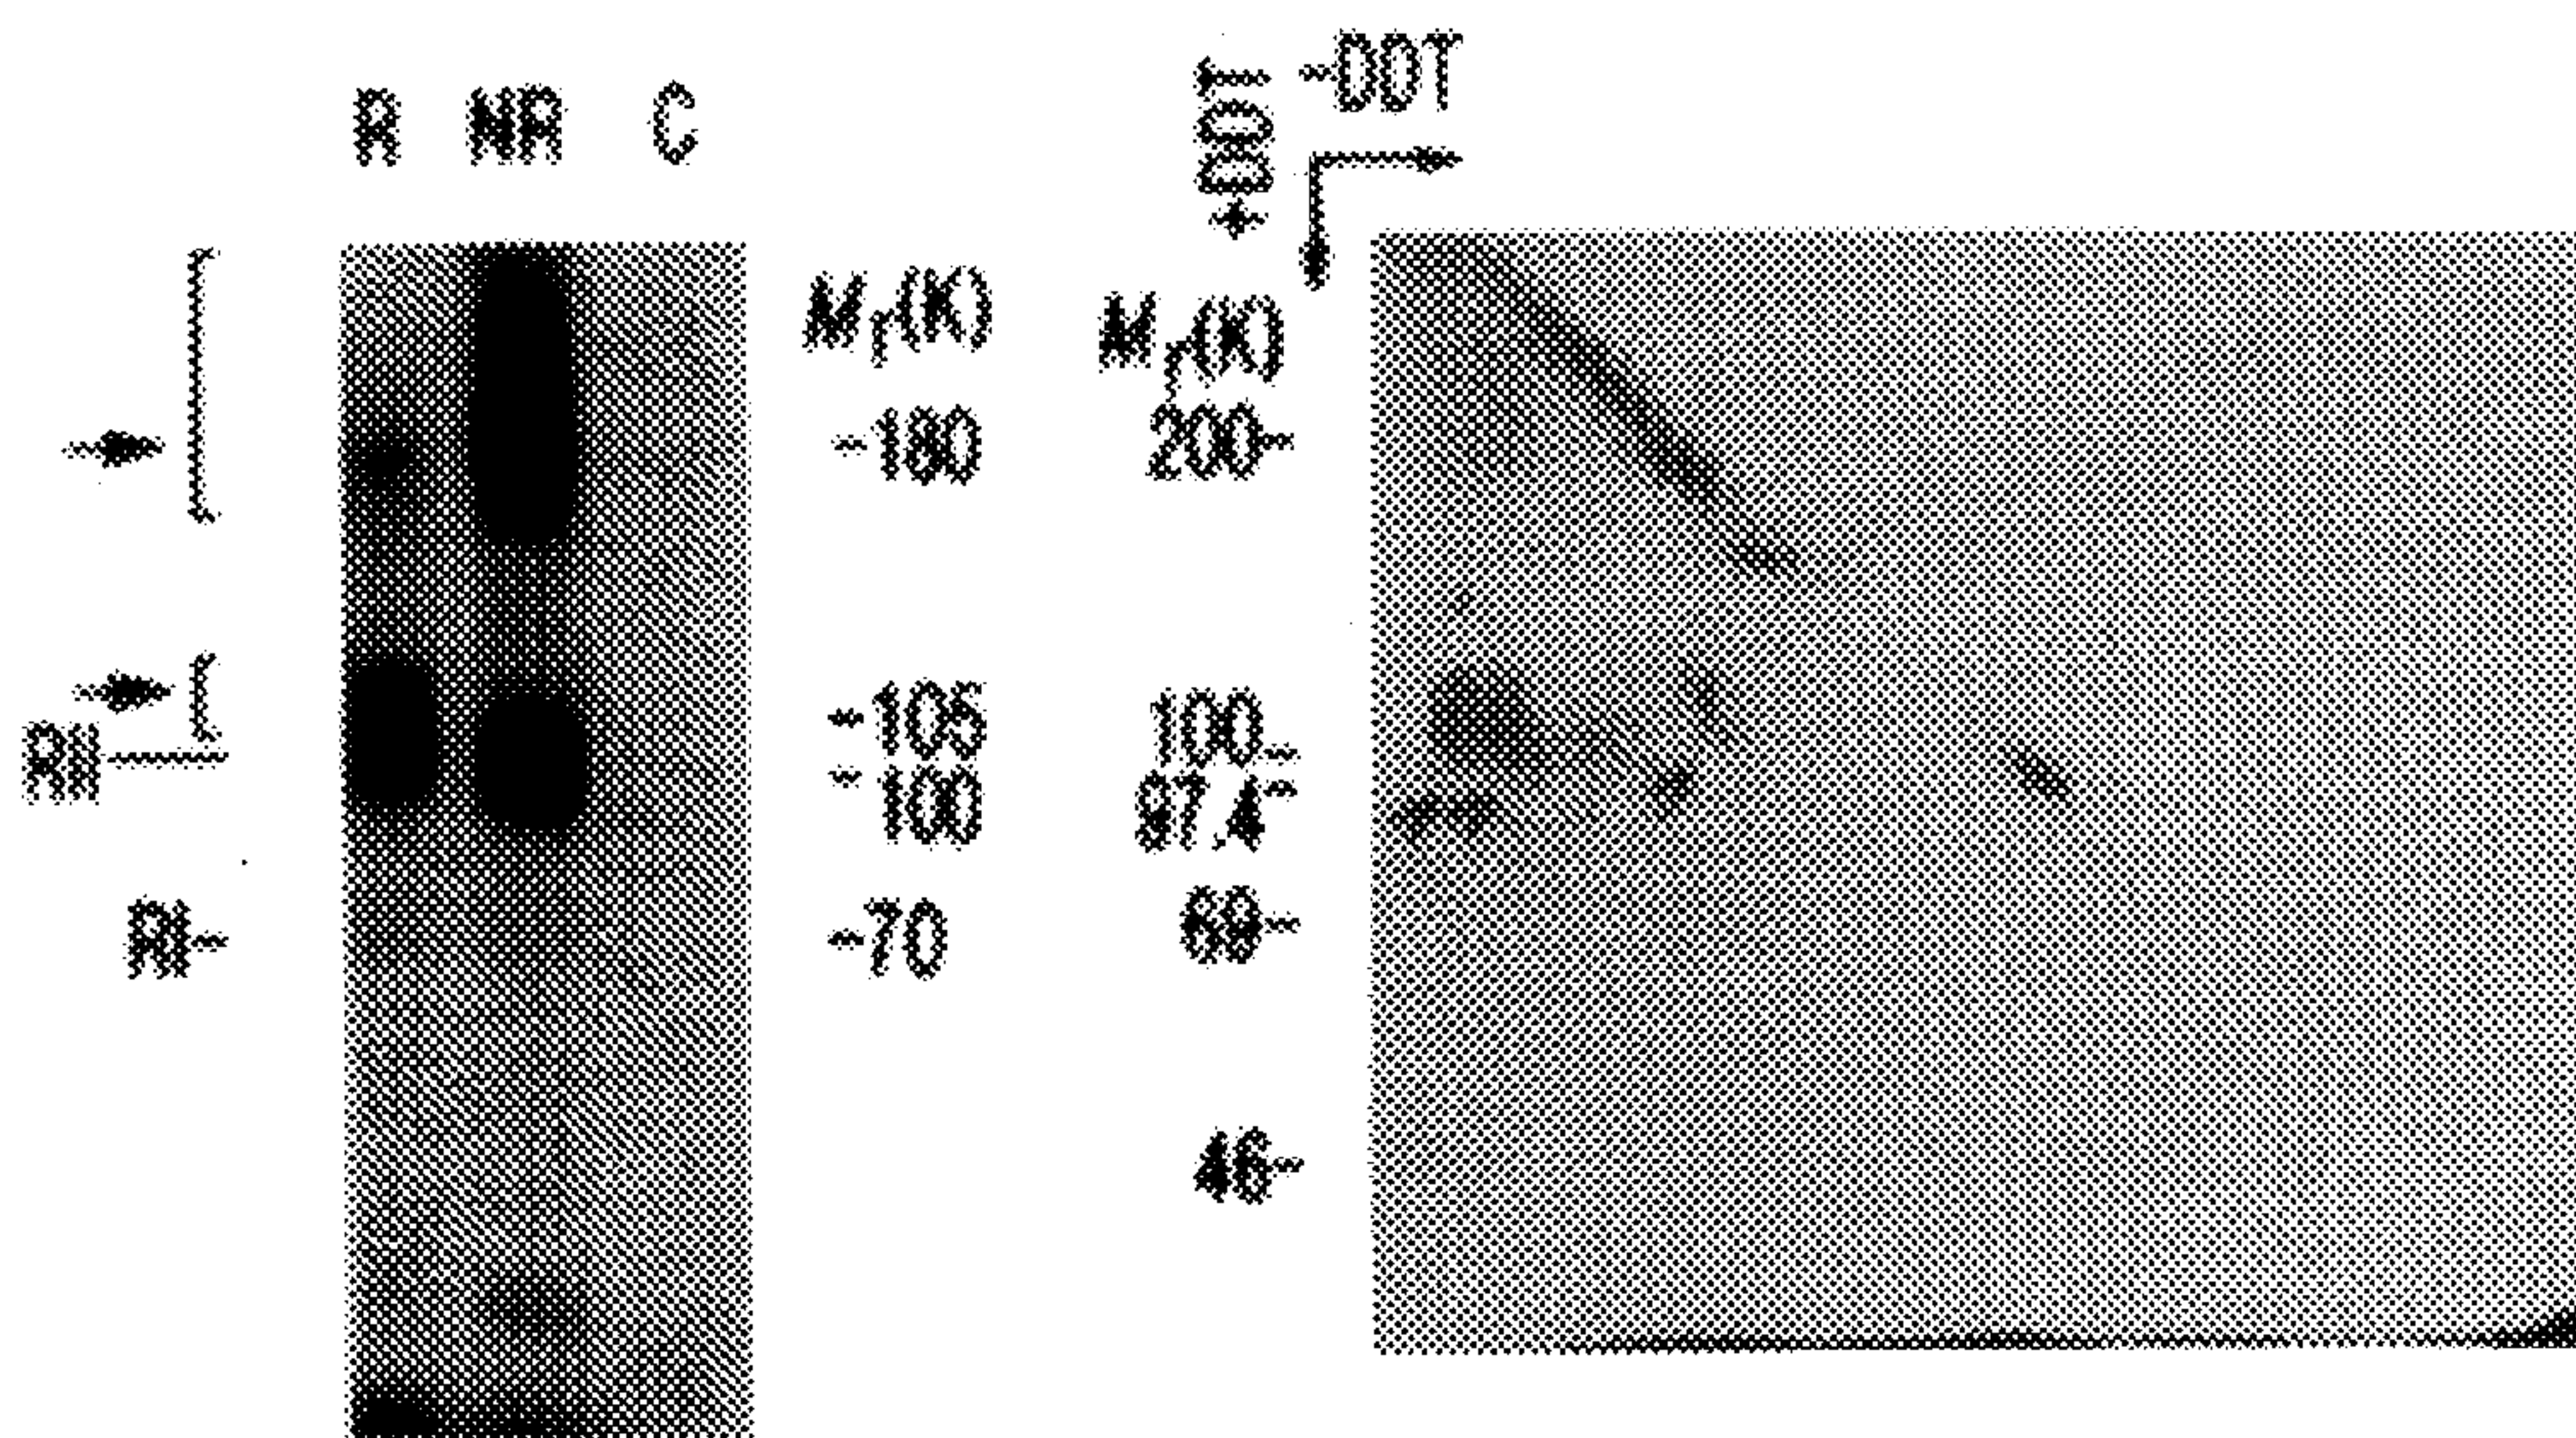 R NR C
Mr(K)
-180
-105
-100
-70
RII
RI-
-DDT
+DDT
Mr(K)
200-
100-
97.4-
69-
46-